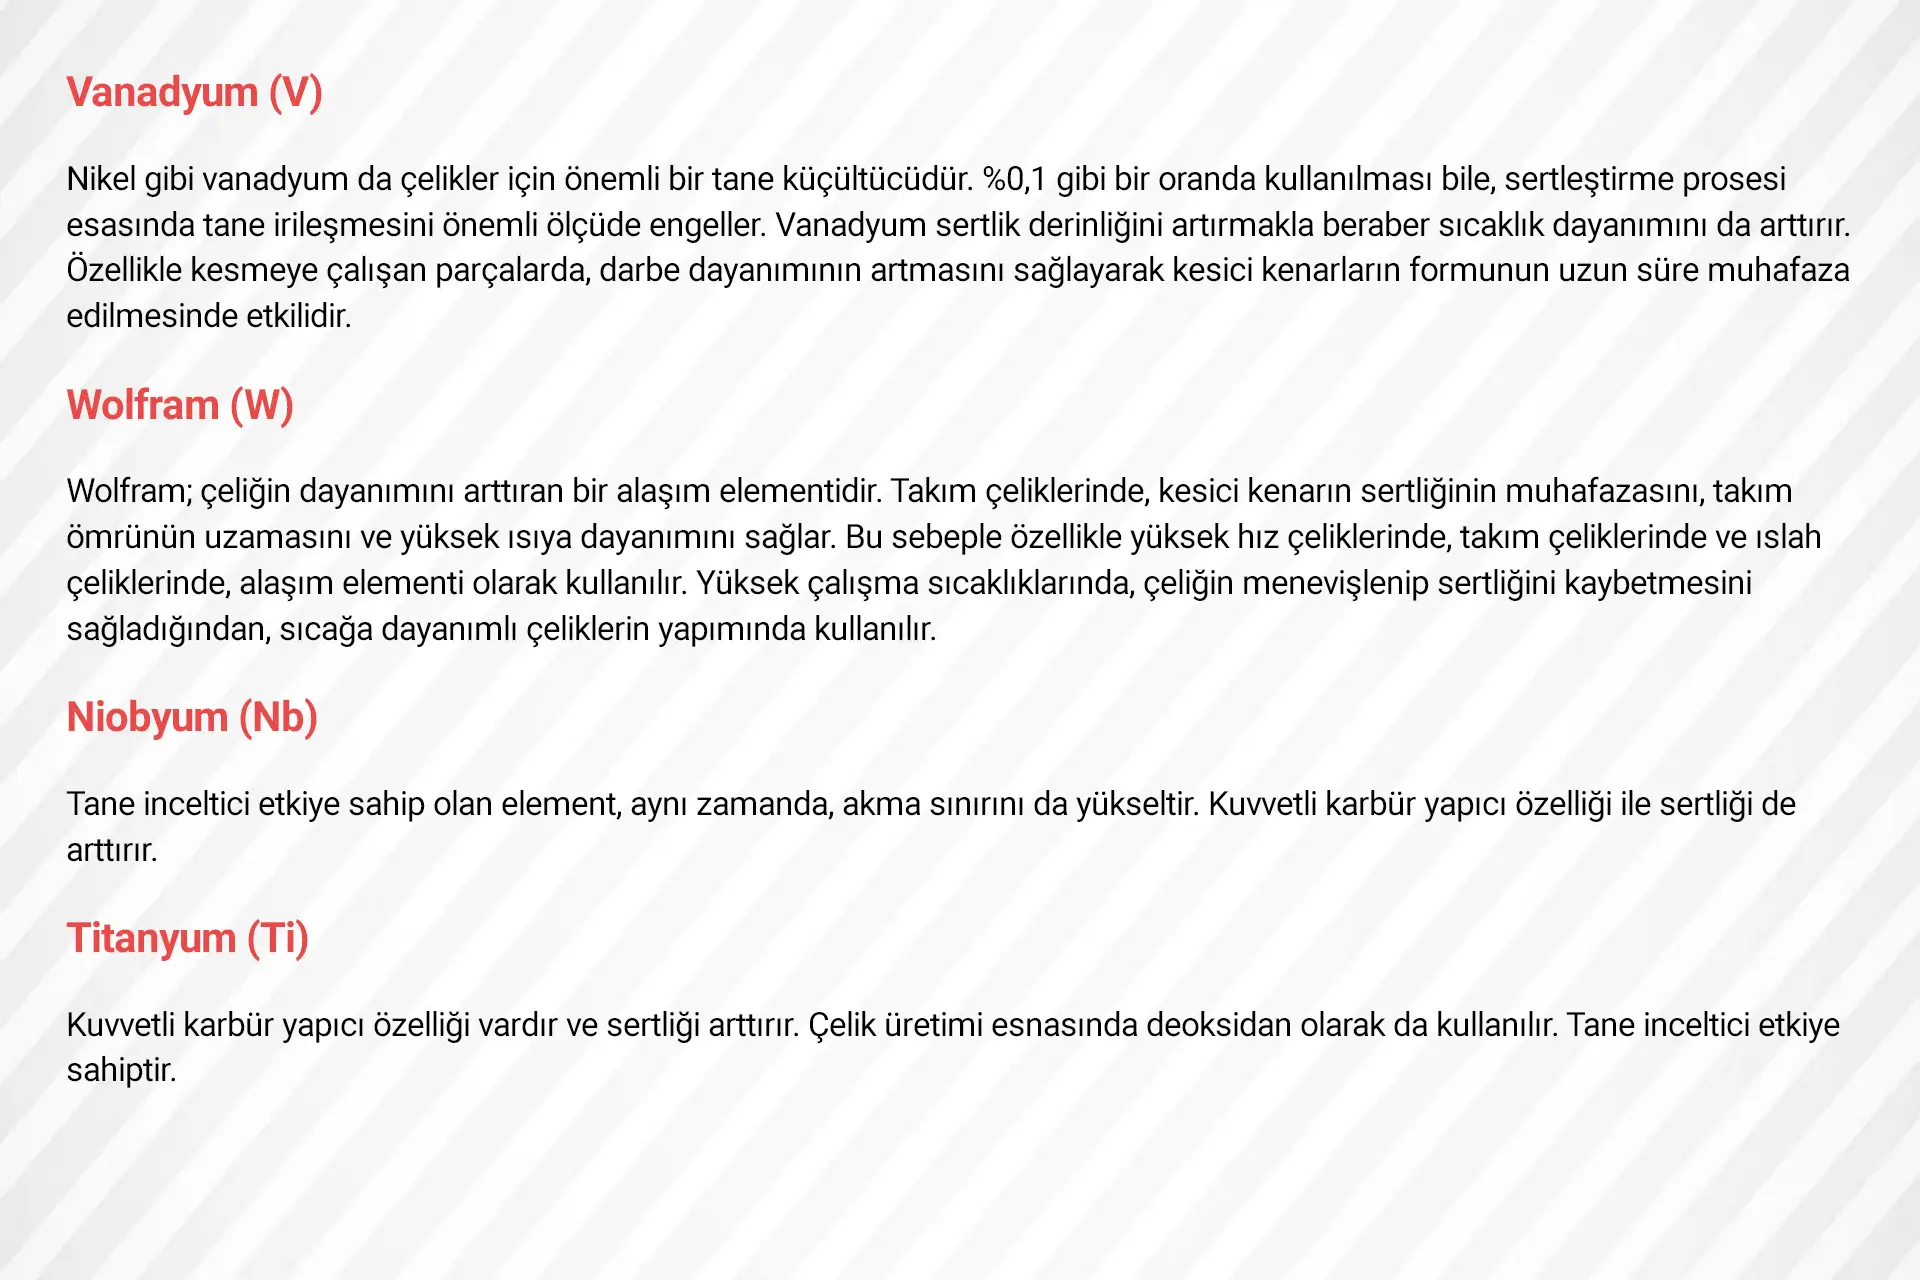 Vanadyum (V)
Nikel gibi vanadyum da çelikler için önemli bir tane küçültücüdür. %0,1 gibi bir oranda kullanılması bile, sertleştirme prosesi
esasında tane irileşmesini önemli ölçüde engeller. Vanadyum sertlik derinliğini artırmakla beraber sıcaklık dayanımını da arttırır.
Özellikle kesmeye çalışan parçalarda, darbe dayanımının artmasını sağlayarak kesici kenarların formunun uzun süre muhafaza
edilmesinde etkilidir.
Wolfram (W)
Wolfram; çeliğin dayanımını arttıran bir alaşım elementidir. Takım çeliklerinde, kesici kenarın sertliğinin muhafazasını, takım
ömrünün uzamasını ve yüksek ısıya dayanımını sağlar. Bu sebeple özellikle yüksek hız çeliklerinde, takım çeliklerinde ve ıslah
çeliklerinde, alaşım elementi olarak kullanılır. Yüksek çalışma sıcaklıklarında, çeliğin menevişlenip sertliğini kaybetmesini
sağladığından, sıcağa dayanımlı çeliklerin yapımında kullanılır.
Niobyum (Nb)
Tane inceltici etkiye sahip olan element, aynı zamanda, akma sınırını da yükseltir. Kuvvetli karbür yapıcı özelliği ile sertliği de
arttırır.
Titanyum (Ti)
Kuvvetli karbür yapıcı özelliği vardır ve sertliği arttırır. Çelik üretimi esnasında deoksidan olarak da kullanılır. Tane inceltici etkiye
sahiptir.